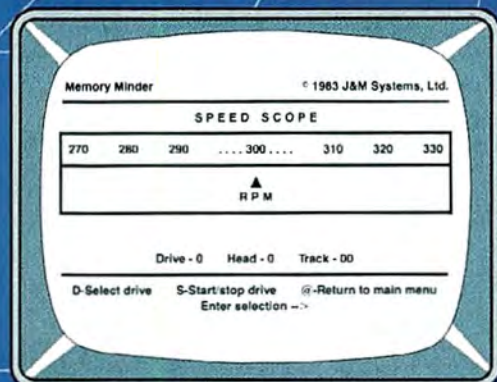 Memory Minder © 1983 J&M Systems, Ltd.
SPEED SCOPE
270 280 290 ....300.... 310 320 330
▲
RPM
Drive - 0 Head - 0 Track - 00
D-Select drive S-Start/stop drive @-Return to main menu
Enter selection -->